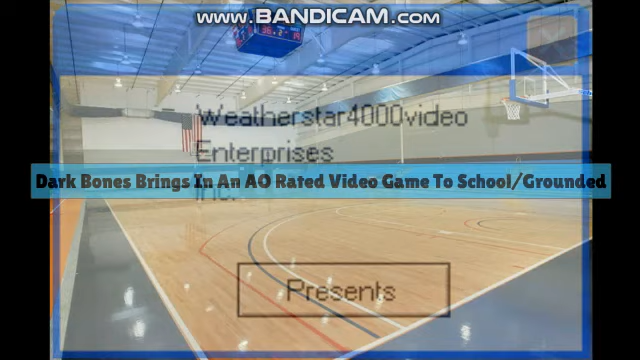 www.BANDICAM.com
Weatherstar4000video
Enterprises
Dark Bones Brings In An AO Rated Video Game To School/Grounded
Inc.
Presents